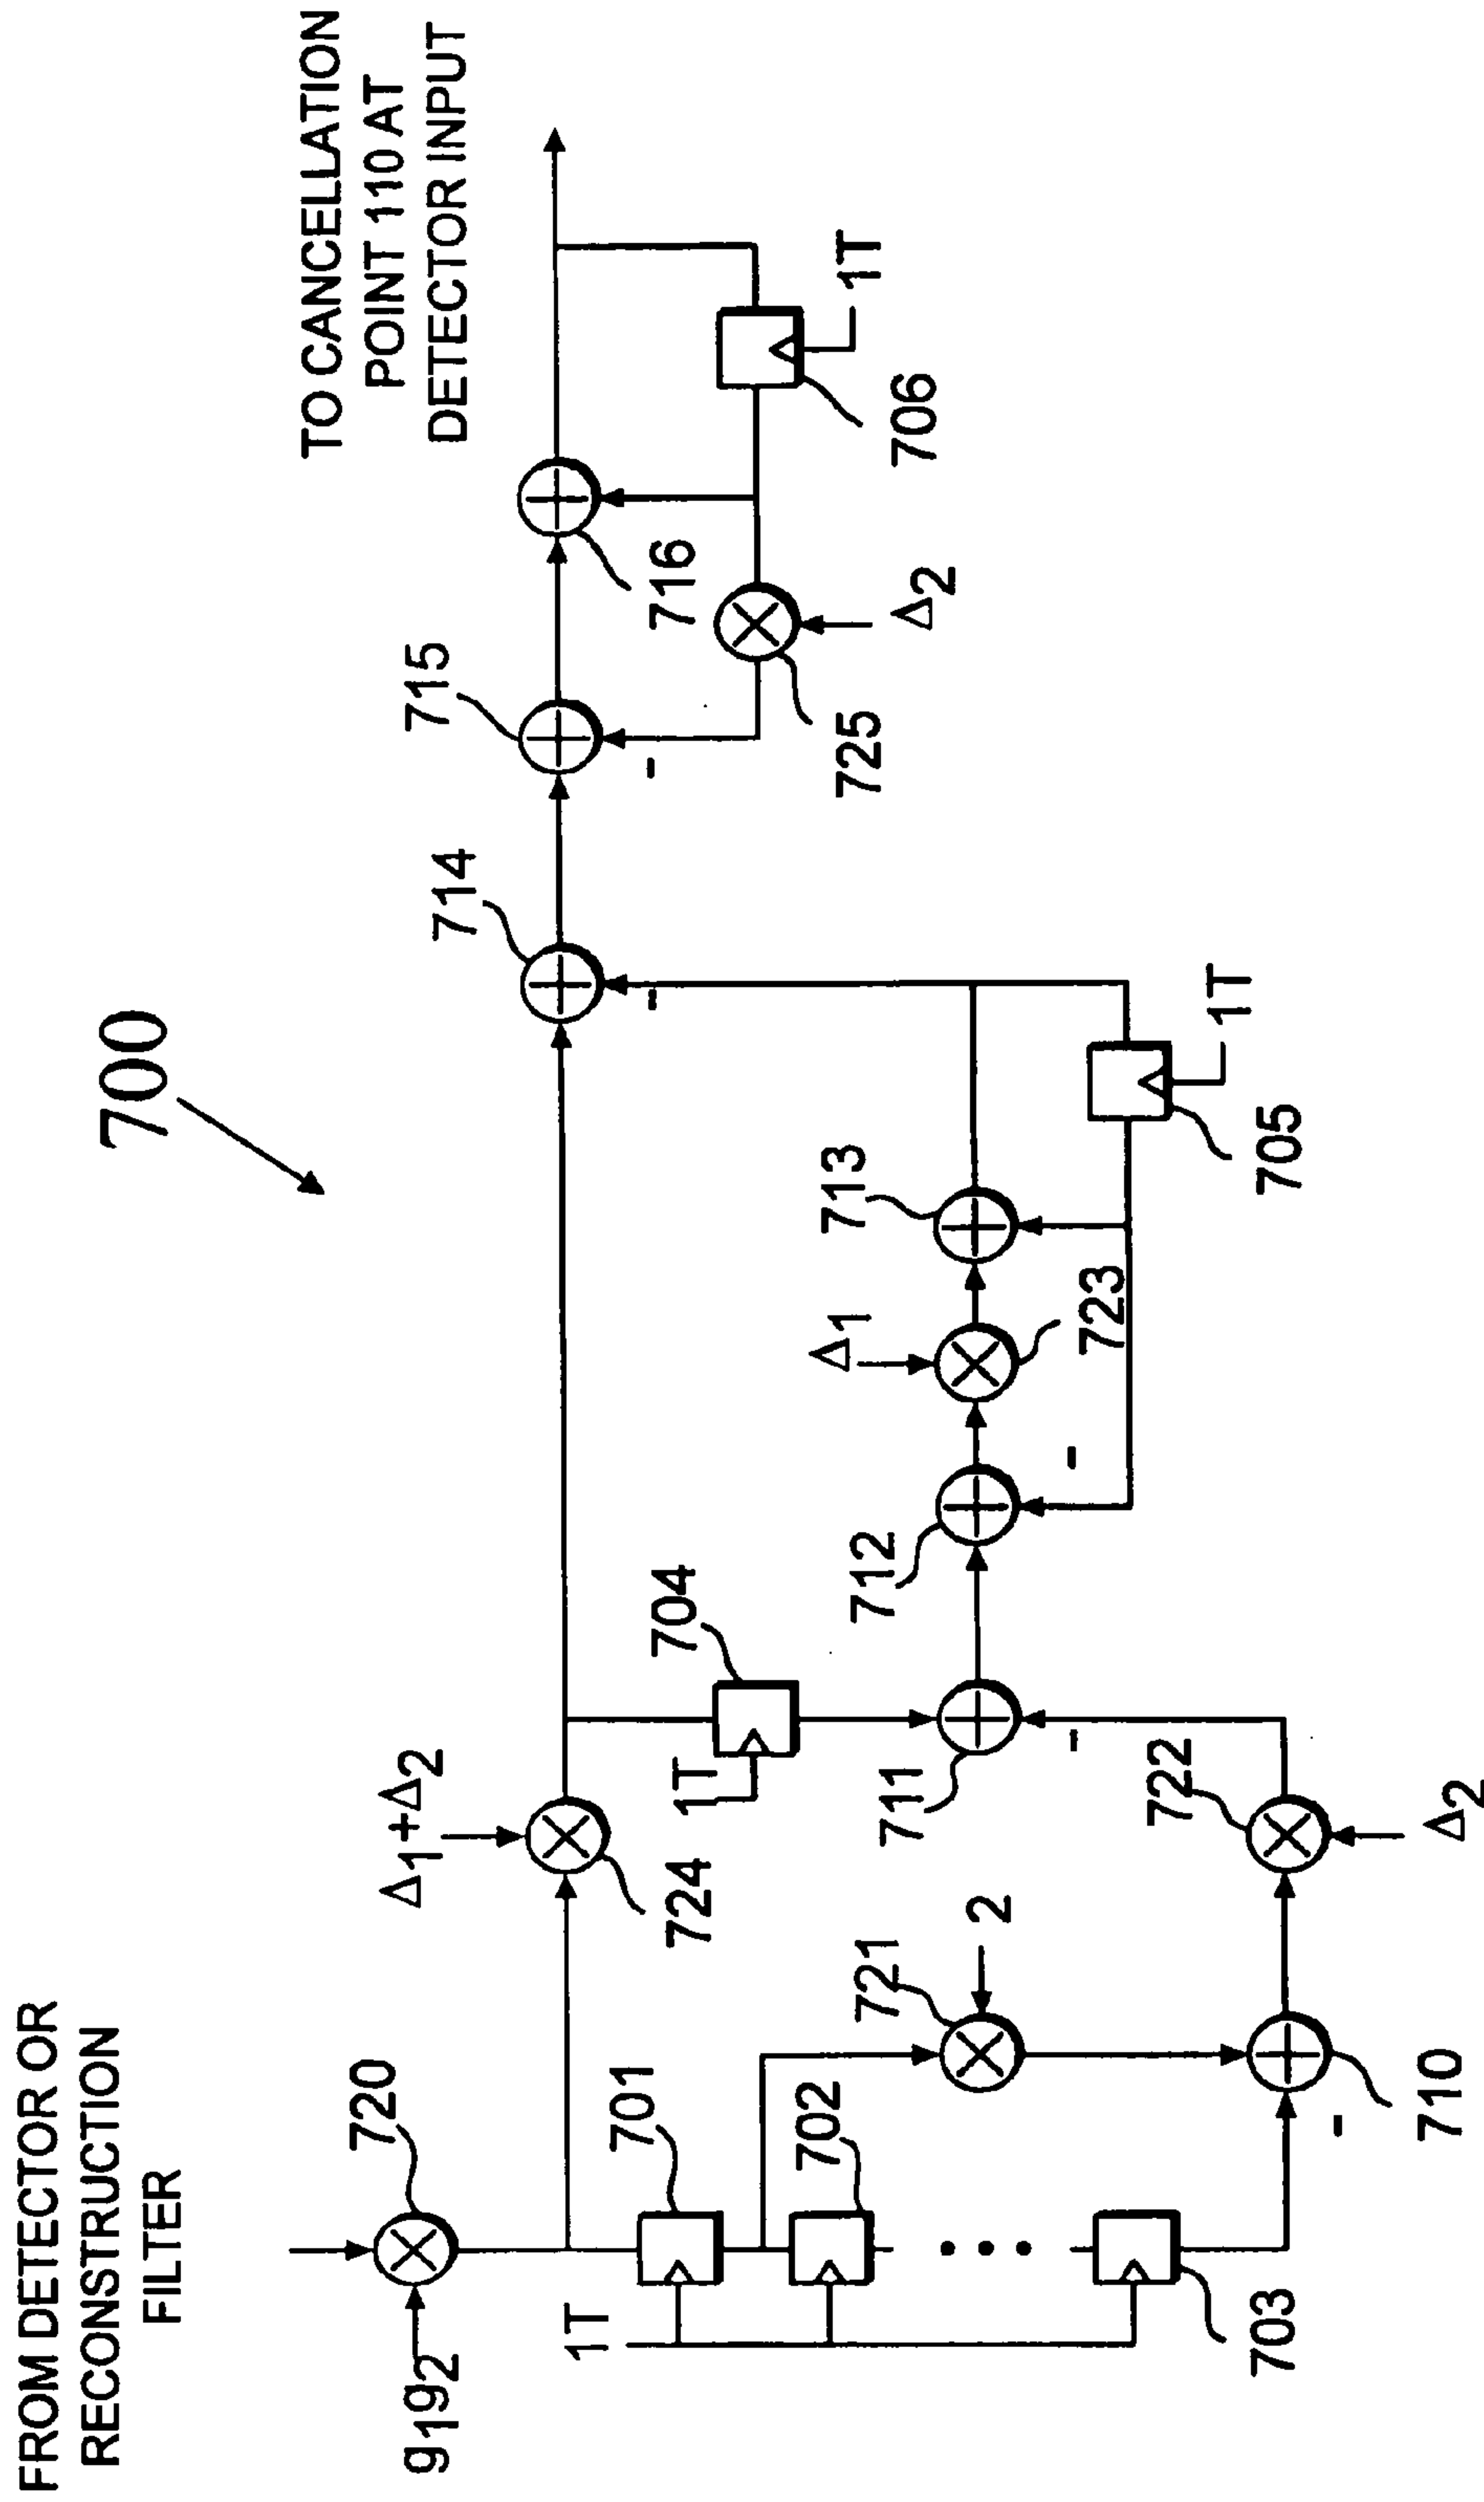 700
FROM DETECTOR OR
RECONSTRUCTION
FILTER
TO CANCELLATION
POINT 110 AT
DETECTOR INPUT
g1g2
720
Δ1+Δ2
724
714
715
716
1T
701
702
703
721
2
710
722
Δ2
1T
704
711
712
Δ1
723
713
705
1T
-
-
-
-
-
725
Δ2
706
1T